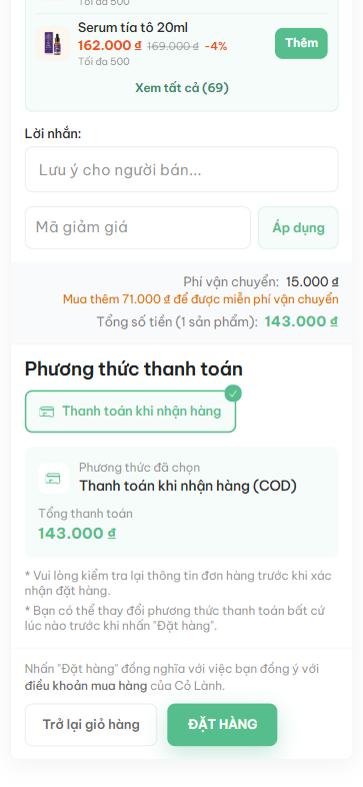 Tối đa 500
Serum tía tô 20ml
162.000 ₫ 169.000 ₫ -4%
Tối đa 500
Thêm
Xem tất cả (69)
Lời nhắn:
Lưu ý cho người bán...
Mã giảm giá
Áp dụng
Phí vận chuyển: 15.000 ₫
Mua thêm 71.000 ₫ để được miễn phí vận chuyển
Tổng số tiền (1 sản phẩm): 143.000 ₫
Phương thức thanh toán
Thanh toán khi nhận hàng
Phương thức đã chọn
Thanh toán khi nhận hàng (COD)
Tổng thanh toán
143.000 ₫
* Vui lòng kiểm tra lại thông tin đơn hàng trước khi xác
nhận đặt hàng.
* Bạn có thể thay đổi phương thức thanh toán bất cứ
lúc nào trước khi nhấn "Đặt hàng".
Nhấn "Đặt hàng" đồng nghĩa với việc bạn đồng ý với
điều khoản mua hàng của Cỏ Lành.
Trở lại giỏ hàng
ĐẶT HÀNG